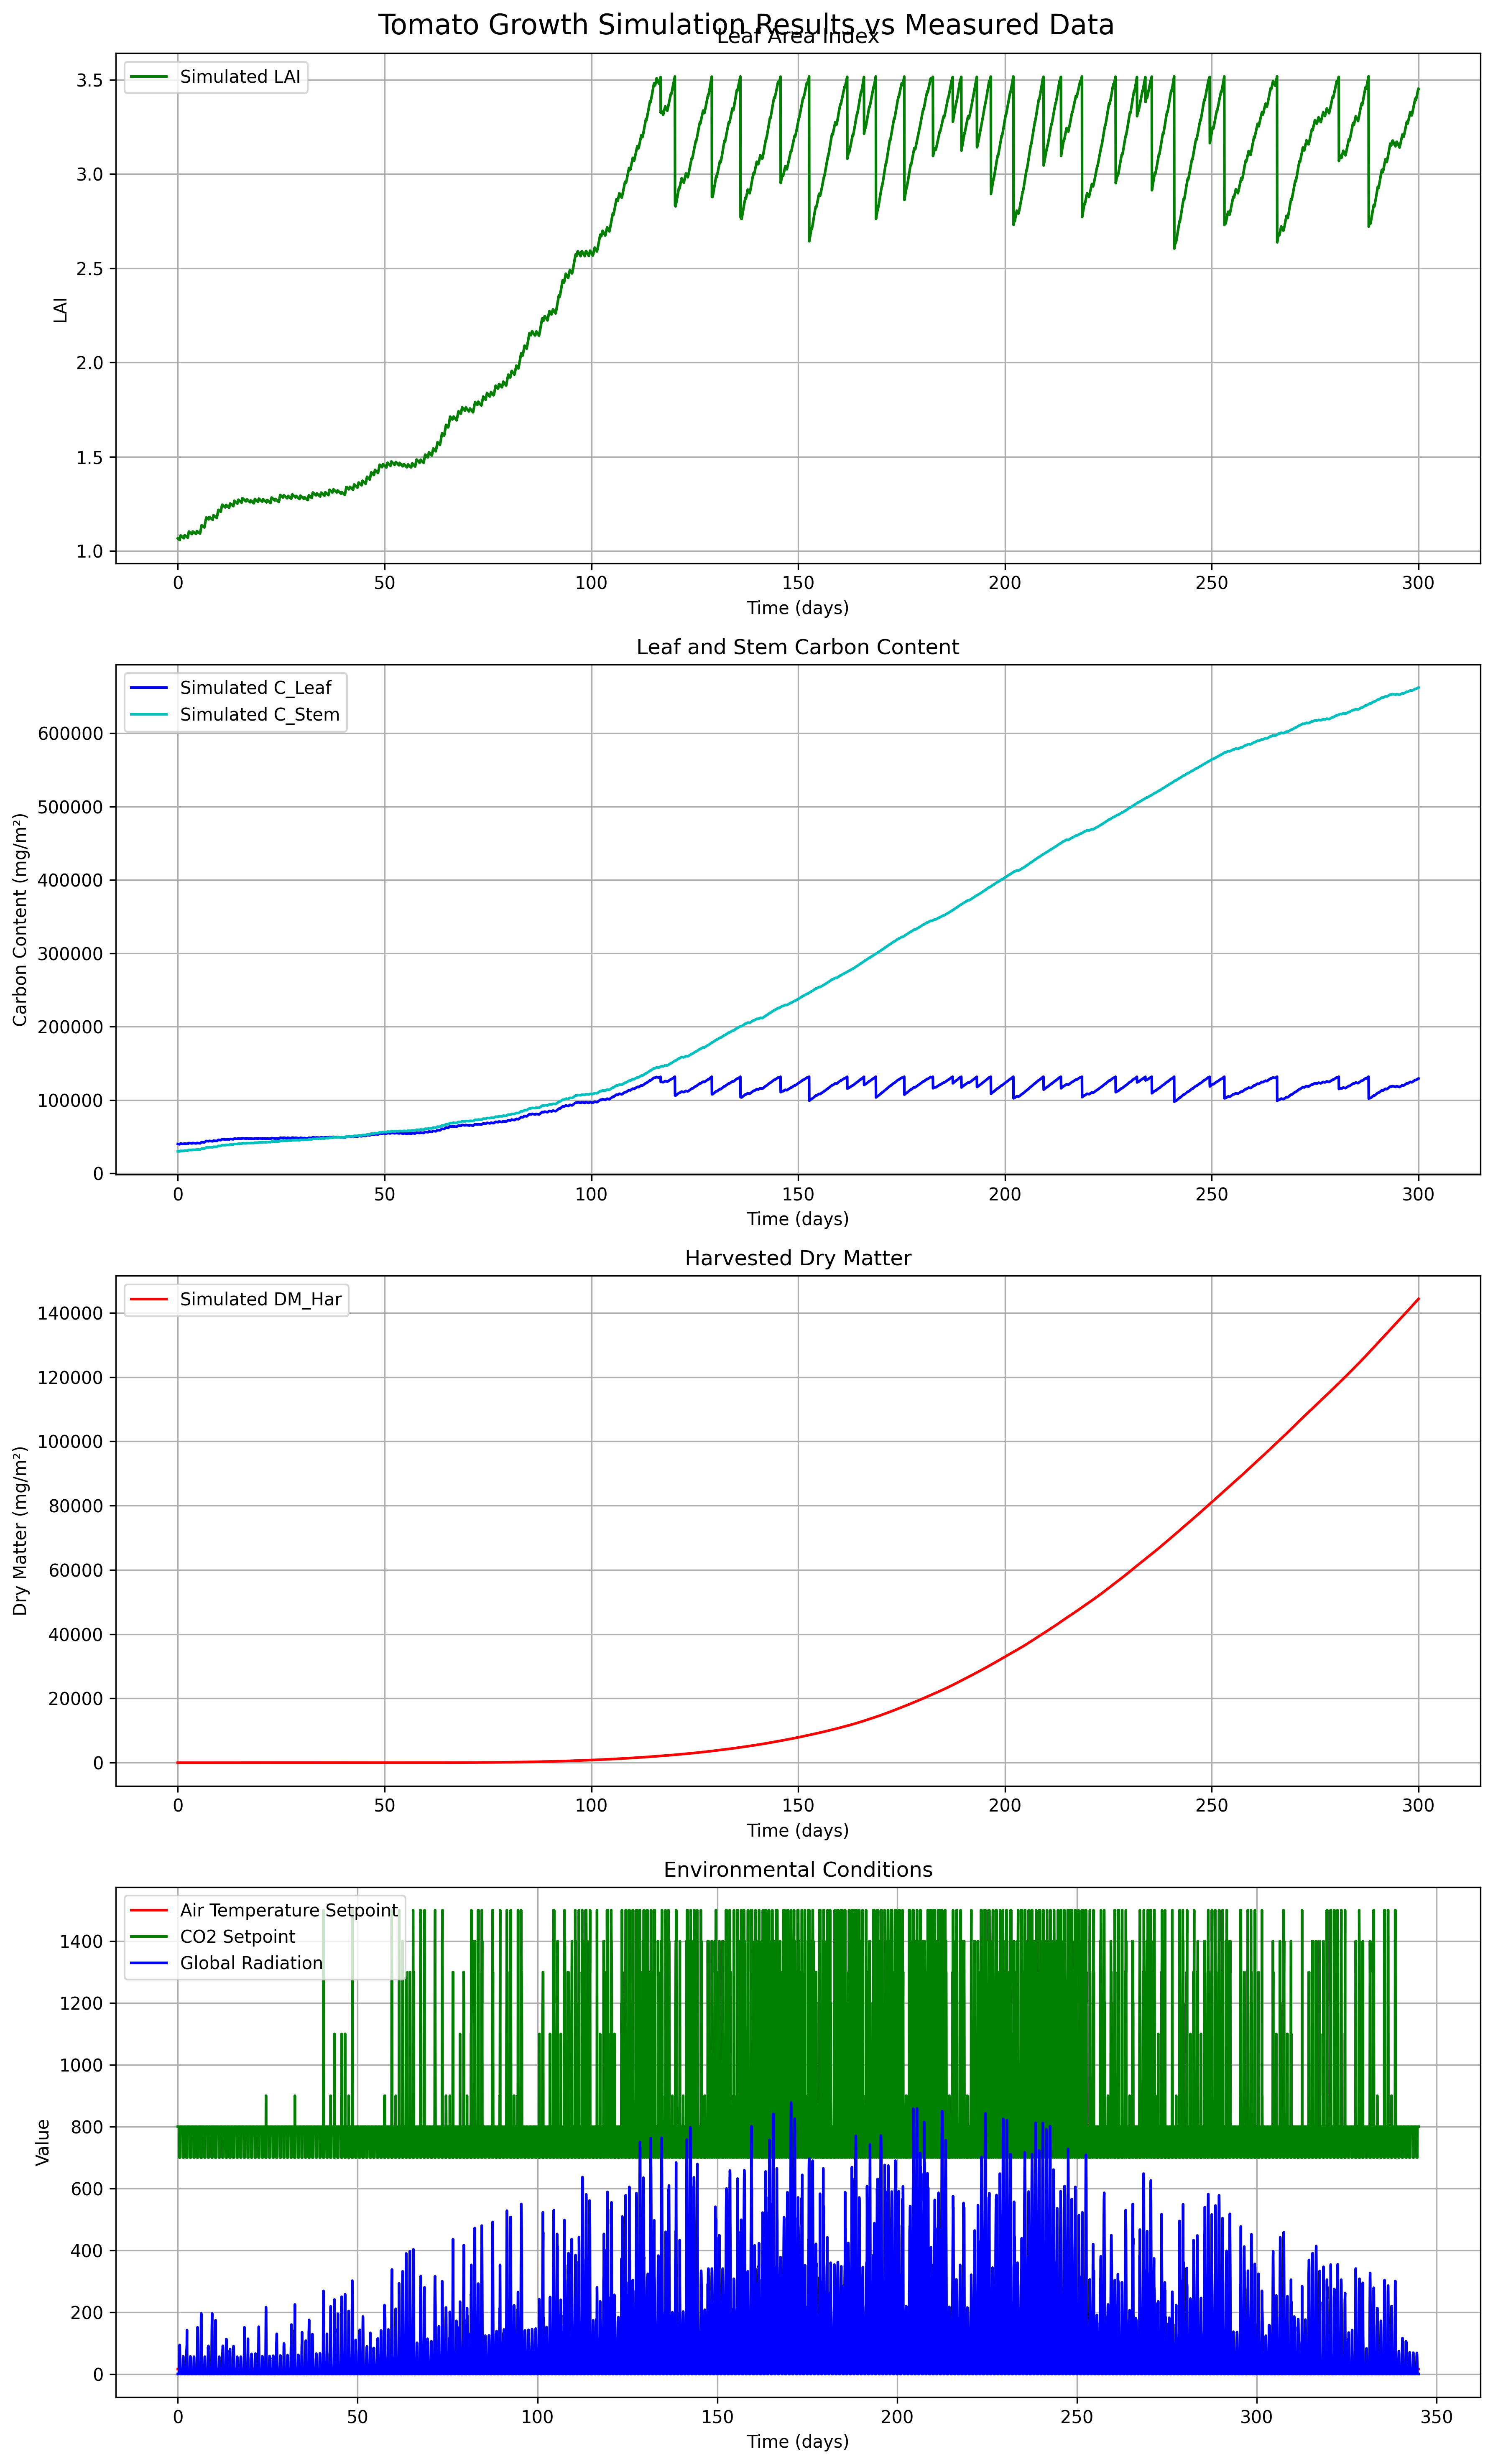 Tomato Growth Simulation Results vs Measured Data
Leaf Area Index
Simulated LAI
3.5
3.0
2.5
2.0
1.5
1.0
LAI
0 50 100 150 200 250 300
Time (days)
Leaf and Stem Carbon Content
Simulated C_Leaf
Simulated C_Stem
600000
500000
400000
300000
200000
100000
0
Carbon Content (mg/m²)
0 50 100 150 200 250 300
Time (days)
Harvested Dry Matter
Simulated DM_Har
140000
120000
100000
80000
60000
40000
20000
0
Dry Matter (mg/m²)
0 50 100 150 200 250 300
Time (days)
Environmental Conditions
Air Temperature Setpoint
CO2 Setpoint
Global Radiation
1400
1200
1000
800
600
400
200
0
Value
0 50 100 150 200 250 300 350
Time (days)